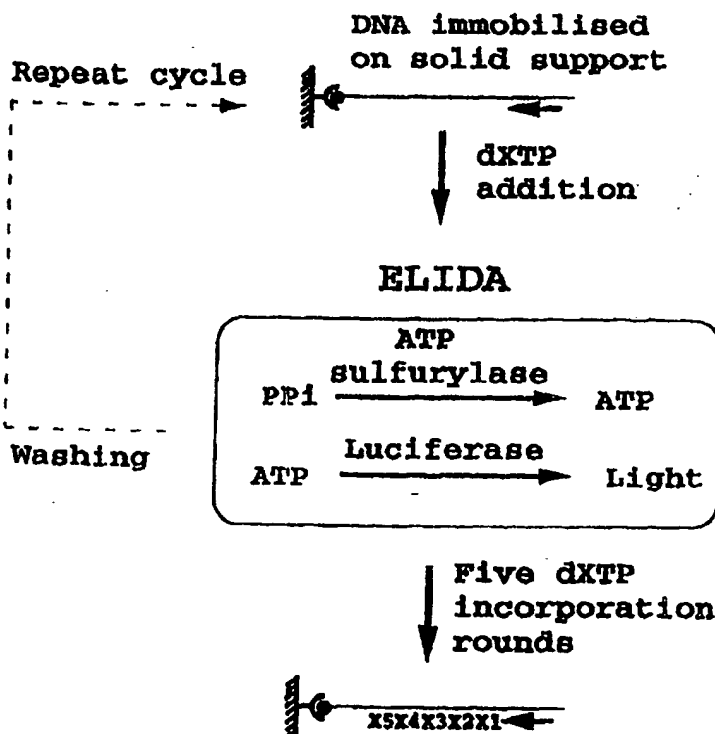 DNA immobilised
on solid support
Repeat cycle
dXTP
addition
ELIDA
ATP
sulfurylase
PPi
ATP
Luciferase
ATP
Light
Washing
Five dXTP
incorporation
rounds
X5X4X3X2X1